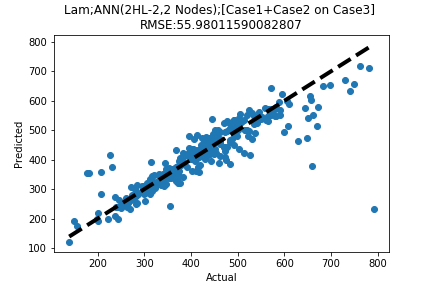 Lam;ANN(2HL-2,2 Nodes);[Case1+Case2 on Case3]
RMSE:55.98011590082807
800
700
600
500
400
300
200
100
Predicted
200 300 400 500 600 700 800
Actual